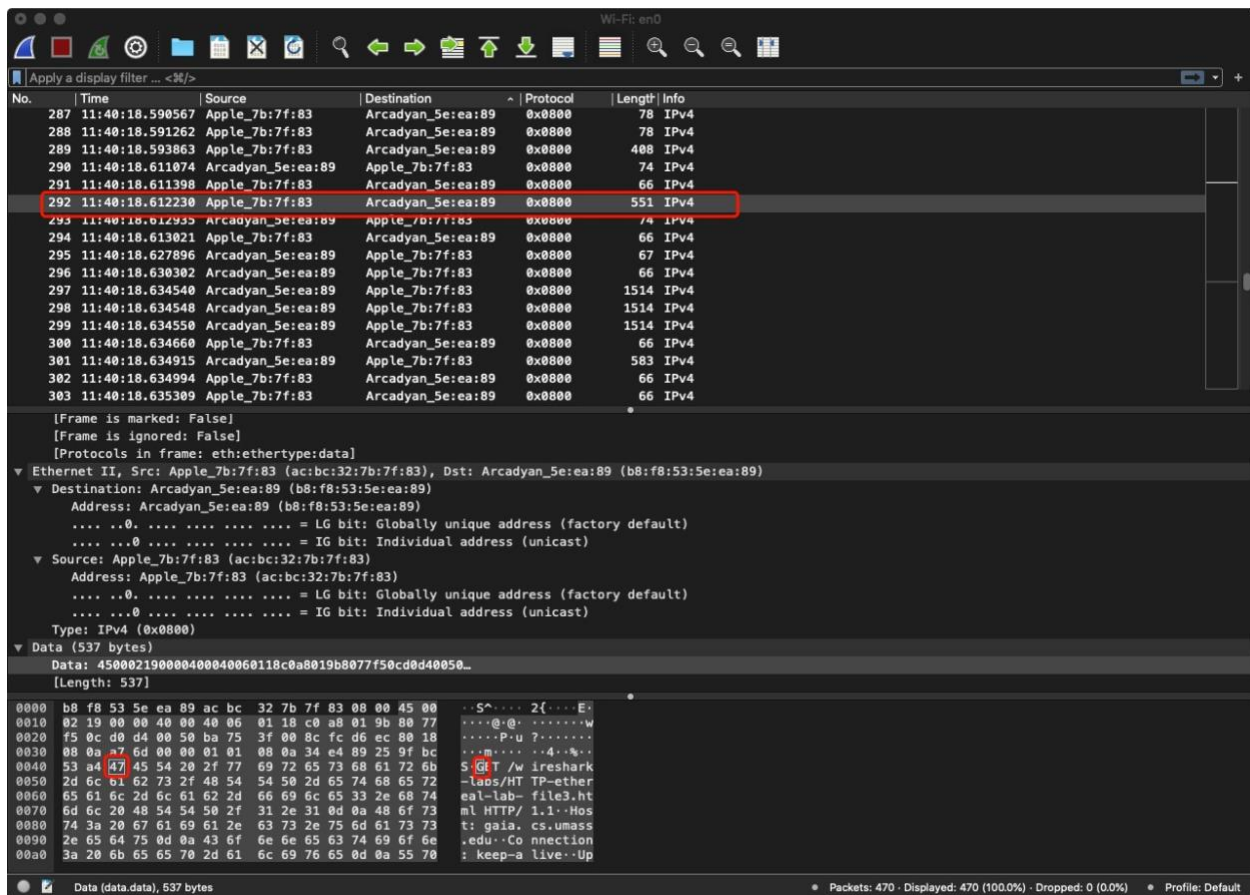 Wi-Fi: en0
Apply a display filter ... <⌘/>
No. Time Source Destination Protocol Length Info
287 11:40:18.590567 Apple_7b:7f:83 Arcadyan_5e:ea:89 0x0800 78 IPv4
288 11:40:18.591262 Apple_7b:7f:83 Arcadyan_5e:ea:89 0x0800 78 IPv4
289 11:40:18.593863 Apple_7b:7f:83 Arcadyan_5e:ea:89 0x0800 408 IPv4
290 11:40:18.611074 Arcadyan_5e:ea:89 Apple_7b:7f:83 0x0800 74 IPv4
291 11:40:18.611398 Apple_7b:7f:83 Arcadyan_5e:ea:89 0x0800 66 IPv4
292 11:40:18.612230 Apple_7b:7f:83 Arcadyan_5e:ea:89 0x0800 551 IPv4
293 11:40:18.612935 Arcadyan_5e:ea:89 Apple_7b:7f:83 0x0800 74 IPv4
294 11:40:18.613021 Apple_7b:7f:83 Arcadyan_5e:ea:89 0x0800 66 IPv4
295 11:40:18.627896 Arcadyan_5e:ea:89 Apple_7b:7f:83 0x0800 67 IPv4
296 11:40:18.630302 Arcadyan_5e:ea:89 Apple_7b:7f:83 0x0800 66 IPv4
297 11:40:18.634540 Arcadyan_5e:ea:89 Apple_7b:7f:83 0x0800 1514 IPv4
298 11:40:18.634548 Arcadyan_5e:ea:89 Apple_7b:7f:83 0x0800 1514 IPv4
299 11:40:18.634550 Arcadyan_5e:ea:89 Apple_7b:7f:83 0x0800 1514 IPv4
300 11:40:18.634660 Apple_7b:7f:83 Arcadyan_5e:ea:89 0x0800 66 IPv4
301 11:40:18.634915 Arcadyan_5e:ea:89 Apple_7b:7f:83 0x0800 583 IPv4
302 11:40:18.634994 Apple_7b:7f:83 Arcadyan_5e:ea:89 0x0800 66 IPv4
303 11:40:18.635309 Apple_7b:7f:83 Arcadyan_5e:ea:89 0x0800 66 IPv4
[Frame is marked: False]
[Frame is ignored: False]
[Protocols in frame: eth:ethertype:data]
Ethernet II, Src: Apple_7b:7f:83 (ac:bc:32:7b:7f:83), Dst: Arcadyan_5e:ea:89 (b8:f8:53:5e:ea:89)
Destination: Arcadyan_5e:ea:89 (b8:f8:53:5e:ea:89)
Address: Arcadyan_5e:ea:89 (b8:f8:53:5e:ea:89)
.... ..0. .... .... .... .... = LG bit: Globally unique address (factory default)
.... ...0 .... .... .... .... = IG bit: Individual address (unicast)
Source: Apple_7b:7f:83 (ac:bc:32:7b:7f:83)
Address: Apple_7b:7f:83 (ac:bc:32:7b:7f:83)
.... ..0. .... .... .... .... = LG bit: Globally unique address (factory default)
.... ...0 .... .... .... .... = IG bit: Individual address (unicast)
Type: IPv4 (0x0800)
Data (537 bytes)
Data: 450002190000400040060118c0a8019b8077f50cd0d40050…
[Length: 537]
0000 b8 f8 53 5e ea 89 ac bc 32 7b 7f 83 08 00 45 00 ··S^···· 2{····E·
0010 02 19 00 00 40 00 40 06 01 18 c0 a8 01 9b 80 77 ····@·@· ·······w
0020 f5 0c d0 d4 00 50 ba 75 3f 00 8c fc d6 ec 80 18 ·····P·u ?·······
0030 08 0a a7 6d 00 00 01 01 08 0a 34 e4 89 25 9f bc ···m···· ··4··%··
0040 53 a4 47 45 54 20 2f 77 69 72 65 73 68 61 72 6b S·GET /w ireshark
0050 2d 6c 61 62 73 2f 48 54 54 50 2d 65 74 68 65 72 -labs/HT TP-ether
0060 65 61 6c 2d 6c 61 62 2d 66 69 6c 65 33 2e 68 74 eal-lab- file3.ht
0070 6d 6c 20 48 54 54 50 2f 31 2e 31 0d 0a 48 6f 73 ml HTTP/ 1.1··Hos
0080 74 3a 20 67 61 69 61 2e 63 73 2e 75 6d 61 73 73 t: gaia. cs.umass
0090 2e 65 64 75 0d 0a 43 6f 6e 6e 65 63 74 69 6f 6e .edu··Co nnection
00a0 3a 20 6b 65 65 70 2d 61 6c 69 76 65 0d 0a 55 70 : keep-a live··Up
Data (data.data), 537 bytes
Packets: 470 · Displayed: 470 (100.0%) · Dropped: 0 (0.0%)
Profile: Default